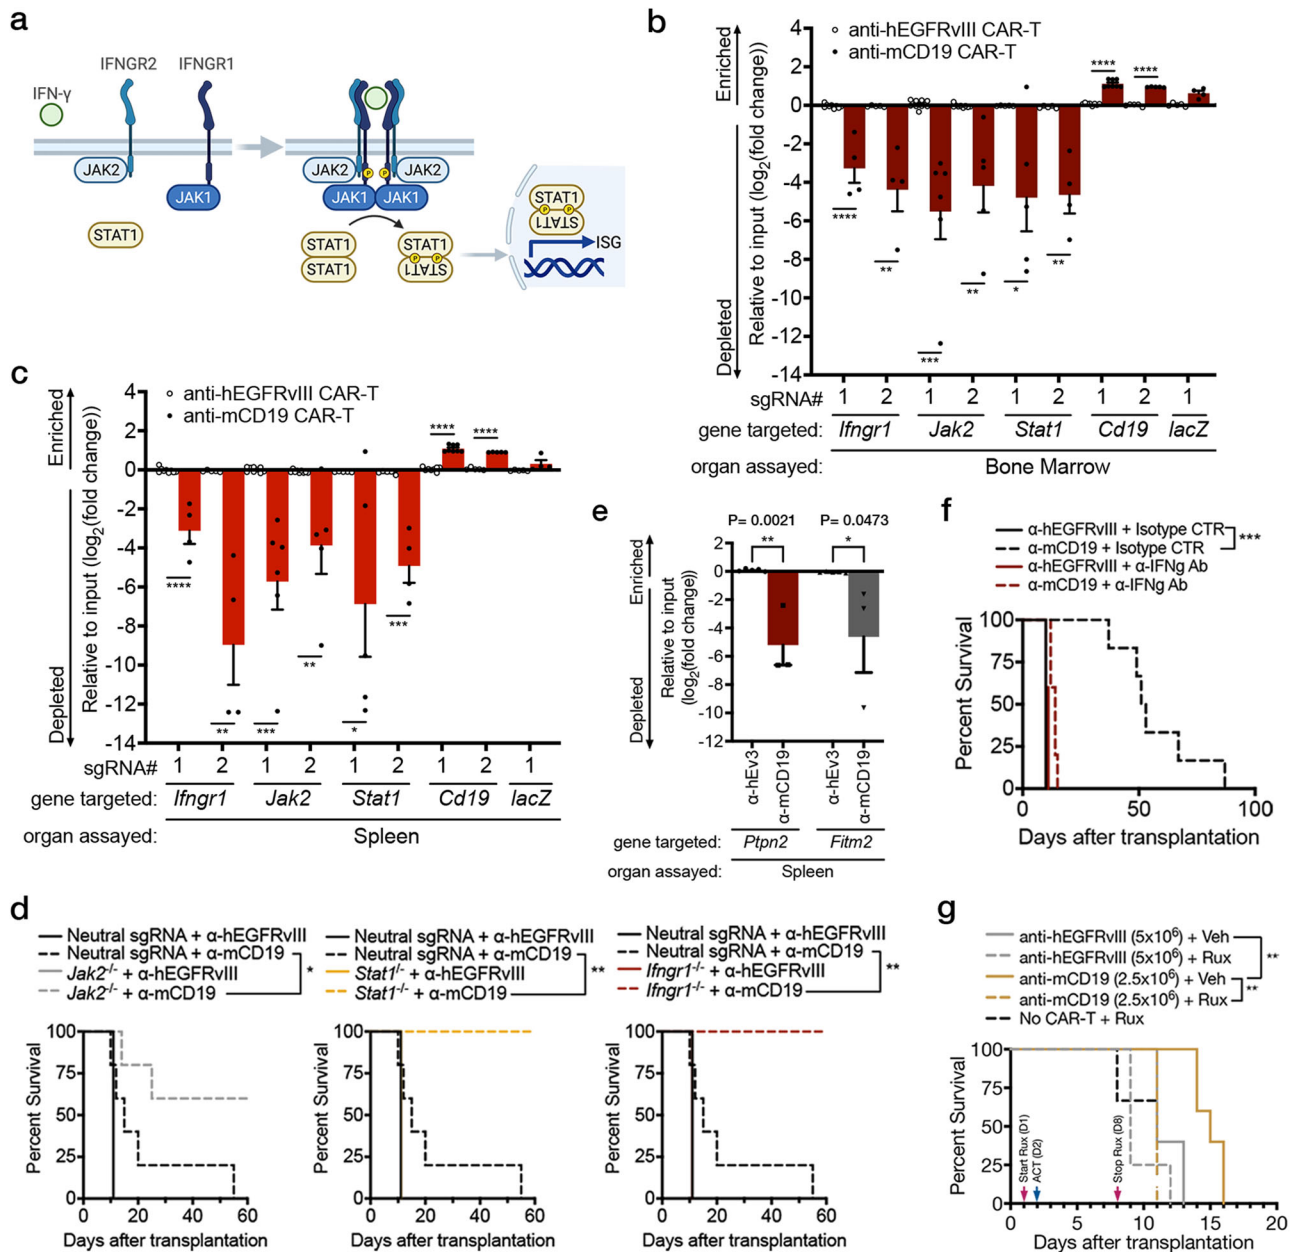 a
IFNGR2 IFNGR1
IFN-γ
JAK2 JAK2 JAK2
P P
JAK1 JAK1 JAK1
STAT1
STAT1 STAT1
STAT1 P P STAT1
STAT1
P P
STAT1
ISG
b
○ anti-hEGFRvIII CAR-T
• anti-mCD19 CAR-T
Enriched
Depleted
Relative to input (log₂(fold change))
4
2
0
-2
-4
-6
-8
-10
-12
-14
**** ** *** ** * ** **** ****
sgRNA# 1 2 1 2 1 2 1 2 1
gene targeted: Ifngr1 Jak2 Stat1 Cd19 lacZ
organ assayed: Bone Marrow
c
○ anti-hEGFRvIII CAR-T
• anti-mCD19 CAR-T
Enriched
Depleted
Relative to input (log₂(fold change))
4
2
0
-2
-4
-6
-8
-10
-12
-14
**** ** *** ** * *** **** ****
sgRNA# 1 2 1 2 1 2 1 2 1
gene targeted: Ifngr1 Jak2 Stat1 Cd19 lacZ
organ assayed: Spleen
e
P= 0.0021 P= 0.0473
** *
Enriched
Depleted
Relative to input
(log₂(fold change))
2
0
-2
-4
-6
-8
-10
-12
α-hEv3 α-mCD19 α-hEv3 α-mCD19
gene targeted: Ptpn2 Fitm2
organ assayed: Spleen
f
α-hEGFRvIII + Isotype CTR
α-mCD19 + Isotype CTR
***
α-hEGFRvIII + α-IFNg Ab
α-mCD19 + α-IFNg Ab
Percent Survival
100
75
50
25
0
0 50 100
Days after transplantation
d
Neutral sgRNA + α-hEGFRvIII
Neutral sgRNA + α-mCD19
Jak2-/- + α-hEGFRvIII
Jak2-/- + α-mCD19
*
Percent Survival
100
75
50
25
0
0 20 40 60
Days after transplantation
Neutral sgRNA + α-hEGFRvIII
Neutral sgRNA + α-mCD19
Stat1-/- + α-hEGFRvIII
Stat1-/- + α-mCD19
**
Percent Survival
100
75
50
25
0
0 20 40 60
Days after transplantation
Neutral sgRNA + α-hEGFRvIII
Neutral sgRNA + α-mCD19
Ifngr1-/- + α-hEGFRvIII
Ifngr1-/- + α-mCD19
**
Percent Survival
100
75
50
25
0
0 20 40 60
Days after transplantation
g
anti-hEGFRvIII (5x10⁶) + Veh
anti-hEGFRvIII (5x10⁶) + Rux
anti-mCD19 (2.5x10⁶) + Veh
anti-mCD19 (2.5x10⁶) + Rux
No CAR-T + Rux
**
**
Percent Survival
100
75
50
25
0
Start Rux (D1)
ACT (D2)
Stop Rux (D8)
0 5 10 15 20
Days after transplantation